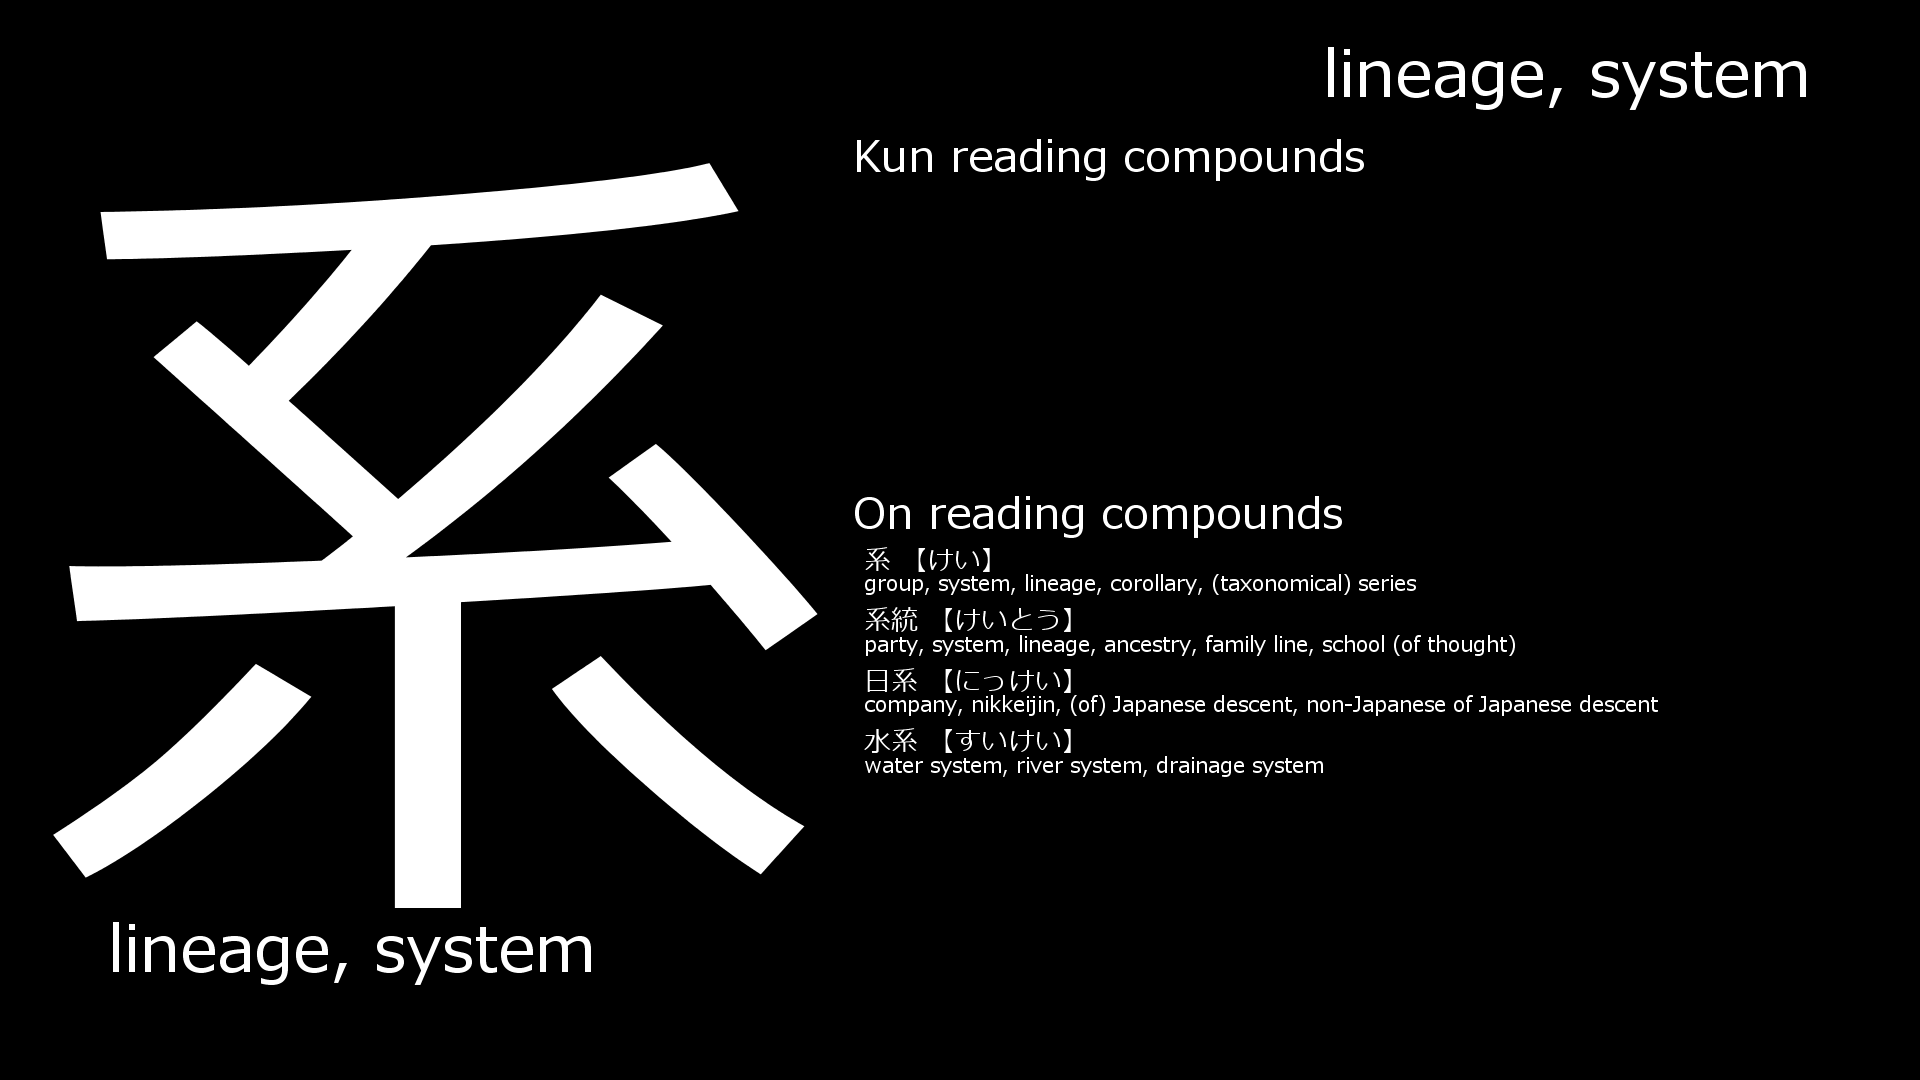 lineage, system
系
lineage, system
Kun reading compounds
On reading compounds
系 【けい】
group, system, lineage, corollary, (taxonomical) series
系統 【けいとう】
party, system, lineage, ancestry, family line, school (of thought)
日系 【にっけい】
company, nikkeijin, (of) Japanese descent, non-Japanese of Japanese descent
水系 【すいけい】
water system, river system, drainage system